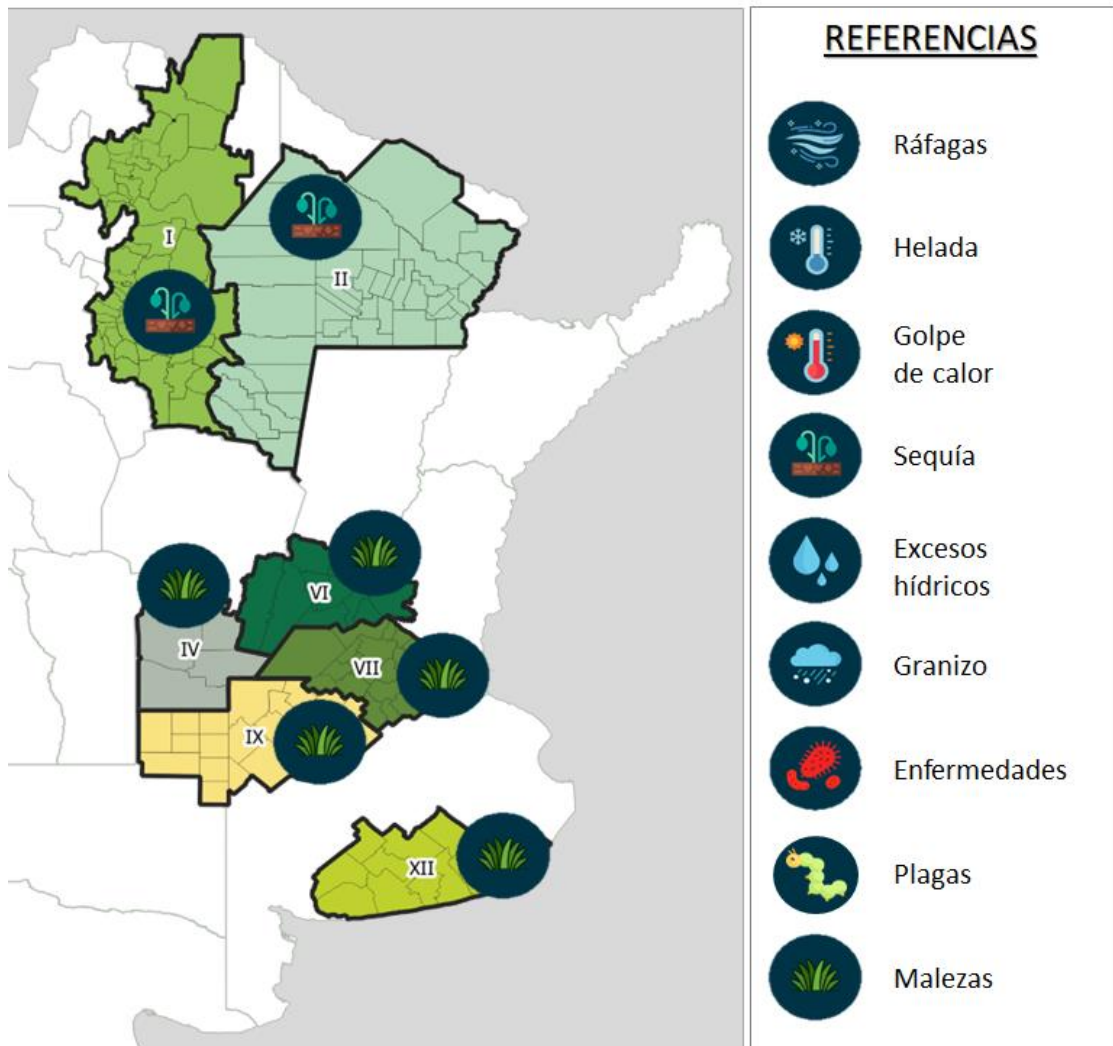 REFERENCIAS
Ráfagas
Helada
Golpe
de calor
Sequía
Excesos
hídricos
Granizo
Enfermedades
Plagas
Malezas
I
II
VI
IV
VII
IX
XII